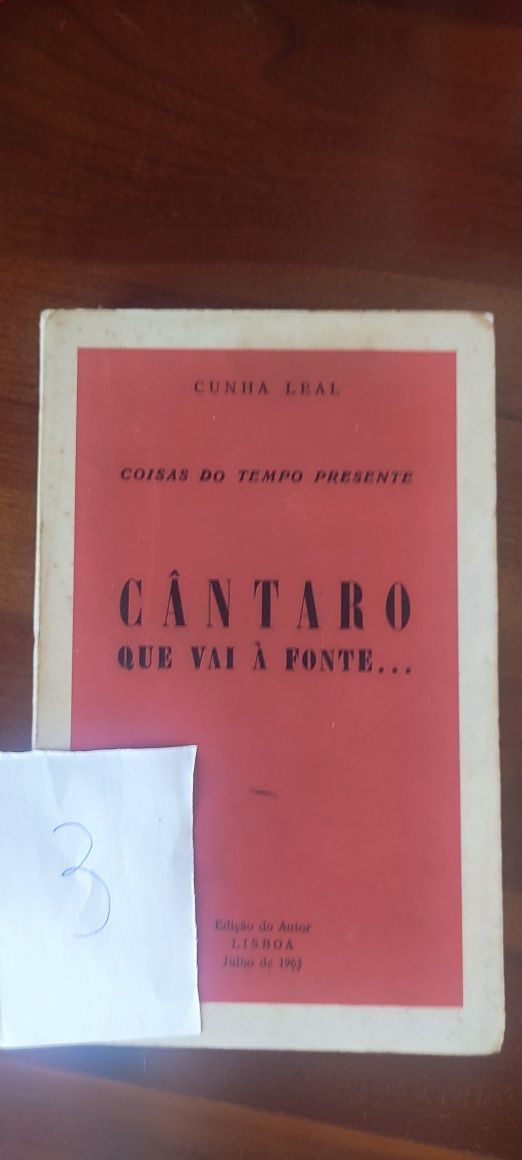 CUNHA LEAL
COISAS DO TEMPO PRESENTE
CÂNTARO
QUE VAI À FONTE...
3
Edição do Autor
LISBOA
Julho de 1963